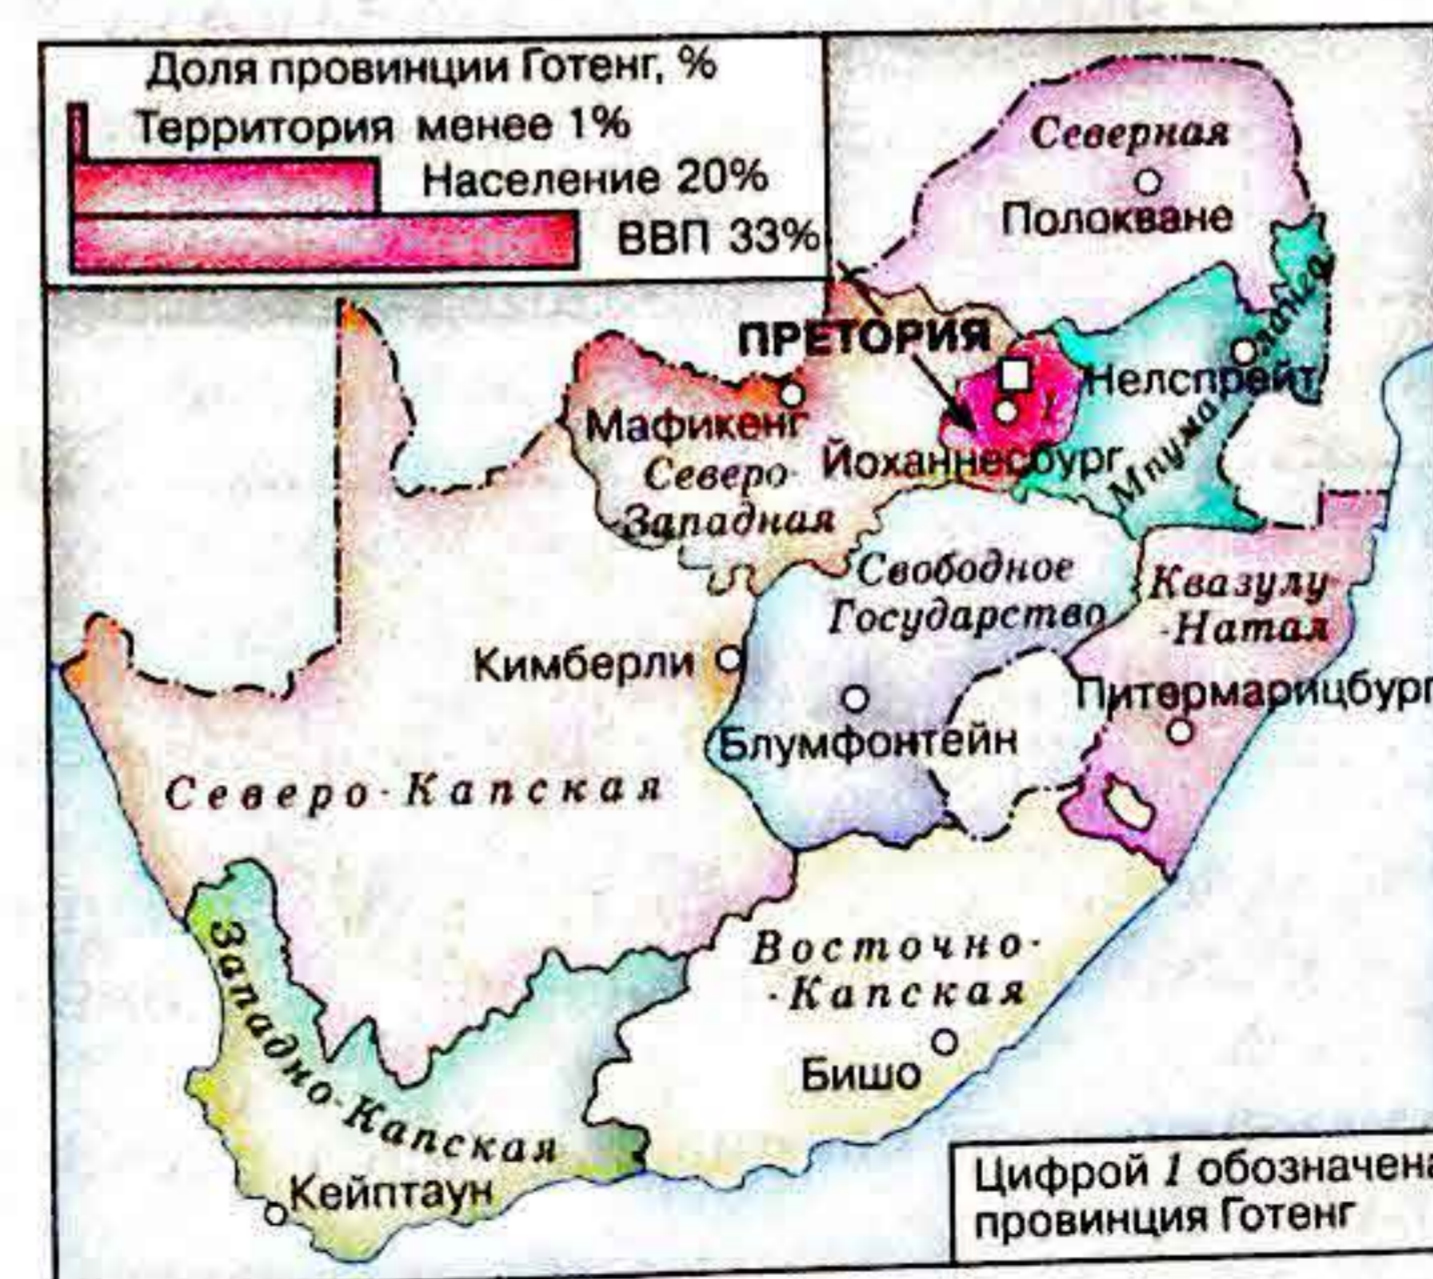 Доля провинции Готенг, %
Территория менее 1%
Население 20%
ВВП 33%
Северная
Полокване
ПРЕТОРИЯ
Нелспрейт
Мпумаланга
Мафикенг
Йоханнесбург
1
Северо-
Западная
Свободное
Государство
Квазулу-
-Натал
Кимберли
Питермарицбург
Блумфонтейн
Северо-Капская
Восточно-
-Капская
Западно-Капская
Бишо
Кейптаун
Цифрой 1 обозначена
провинция Готенг